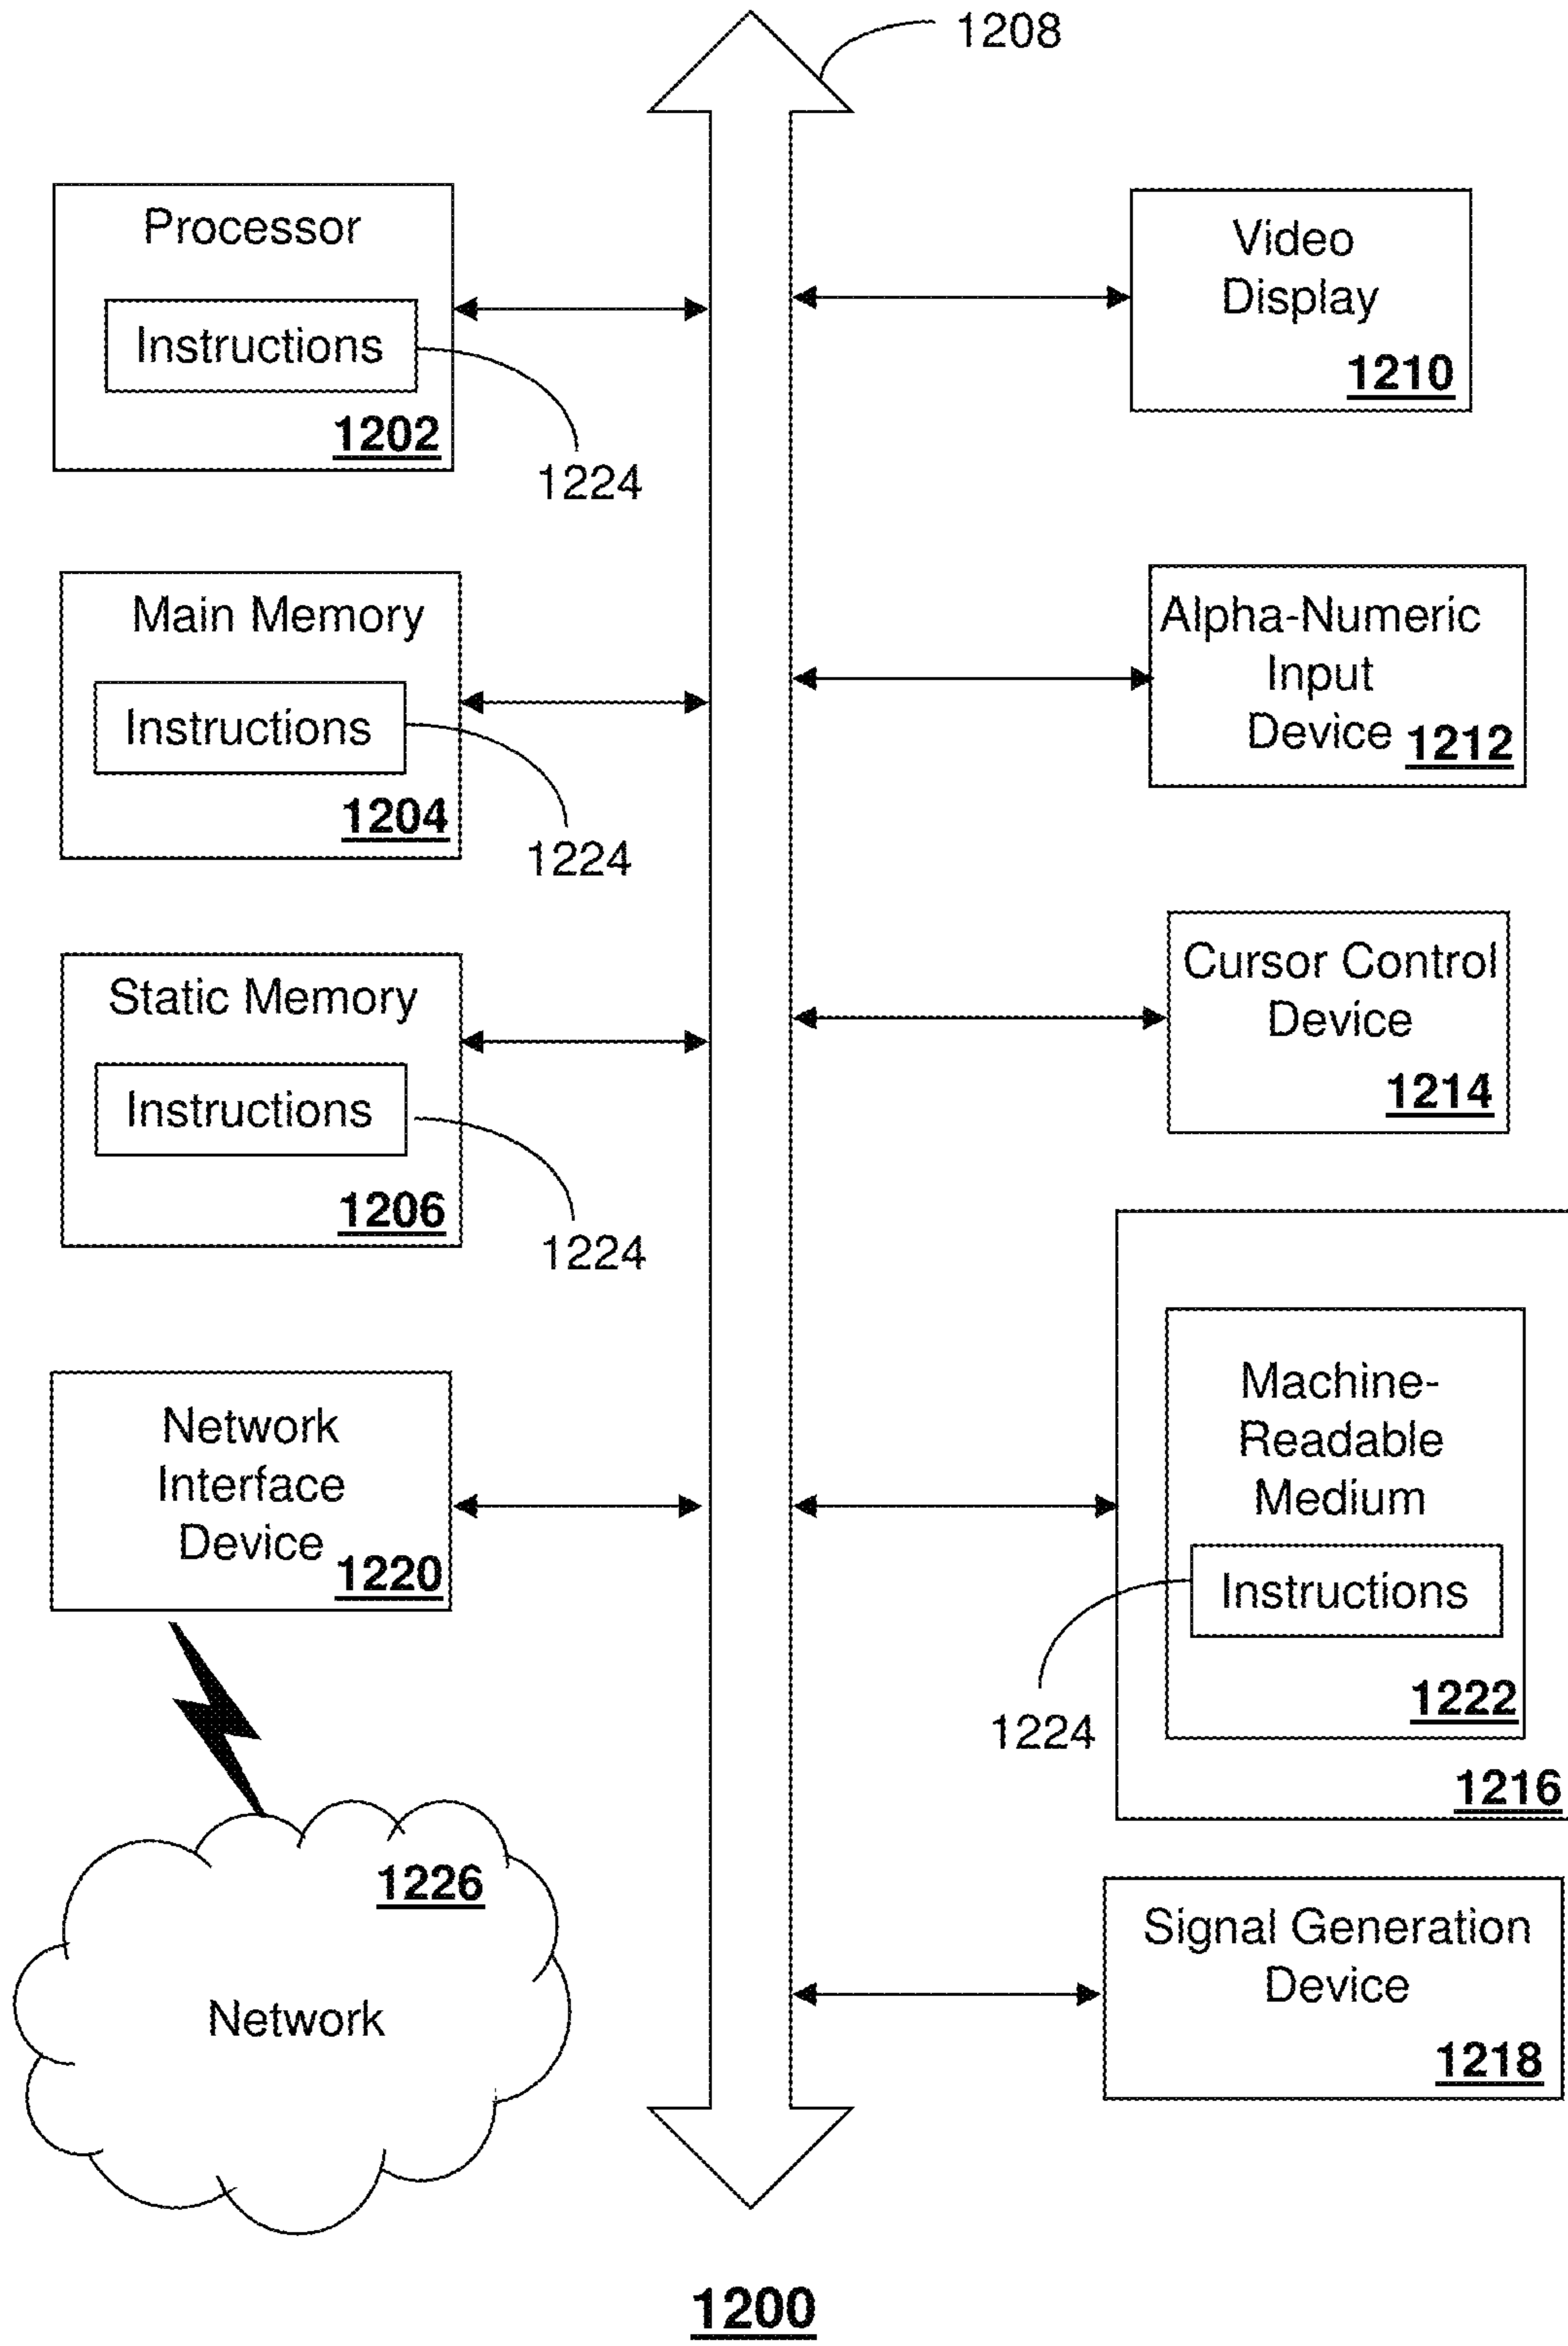 1208
Processor
Instructions
1202
1224
Main Memory
Instructions
1204
1224
Static Memory
Instructions
1206
1224
Network
Interface
Device
1220
1226
Network
Video
Display
1210
Alpha-Numeric
Input
Device 1212
Cursor Control
Device
1214
Machine-
Readable
Medium
Instructions
1222
1224
1216
Signal Generation
Device
1218
1200